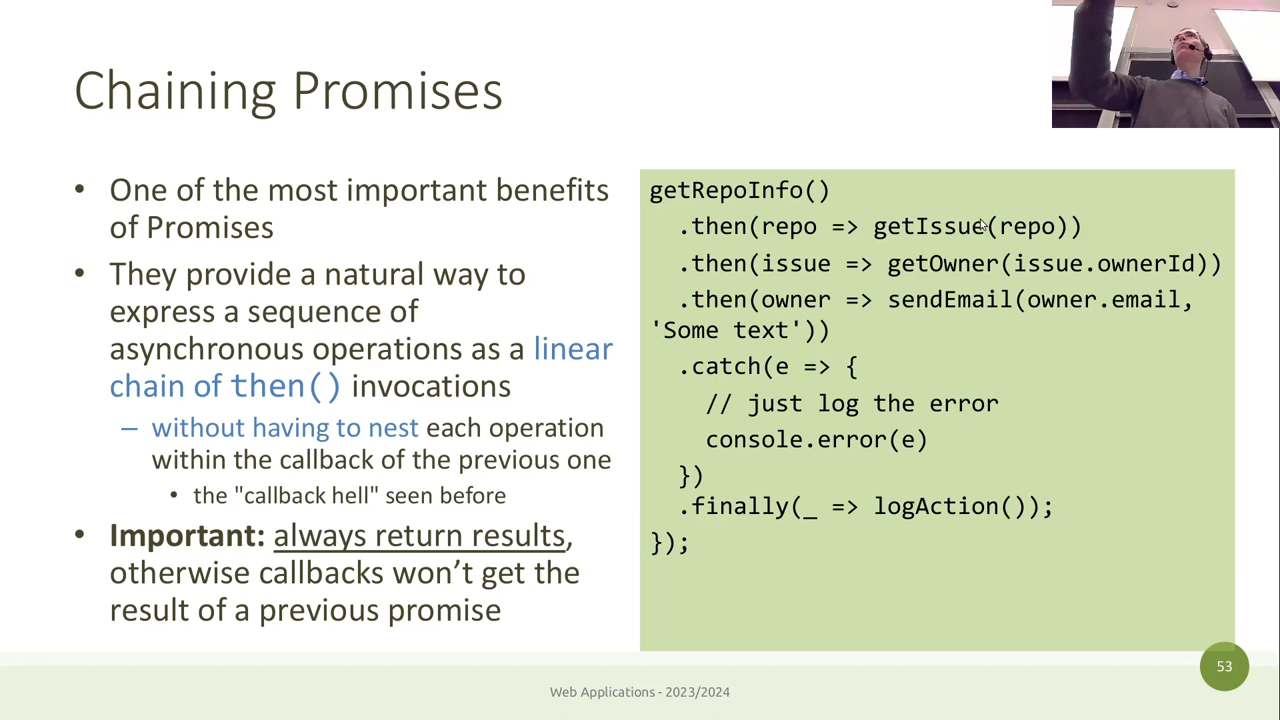 Chaining Promises
• One of the most important benefits
of Promises
• They provide a natural way to
express a sequence of
asynchronous operations as a linear
chain of then() invocations
– without having to nest each operation
within the callback of the previous one
• the "callback hell" seen before
• Important: always return results,
otherwise callbacks won’t get the
result of a previous promise
getRepoInfo()
.then(repo => getIssue(repo))
.then(issue => getOwner(issue.ownerId))
.then(owner => sendEmail(owner.email,
'Some text'))
.catch(e => {
// just log the error
console.error(e)
})
.finally(_ => logAction());
});
53
Web Applications - 2023/2024